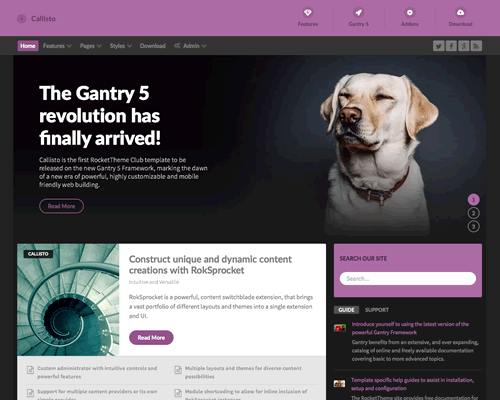 Callisto
Features
Gantry 5
Addons
Download
Home Features Pages Styles Download Admin
The Gantry 5
revolution has
finally arrived!
Callisto is the first RocketTheme Club template to be
released on the new Gantry 5 Framework, marking the dawn
of a new era of powerful, highly customizable and mobile
friendly web building.
Read More
1
2
3
CALLISTO
Construct unique and dynamic content
creations with RokSprocket
Intuitive and Versatile
RokSprocket is a powerful, content switchblade extension, that brings
a vast portfolio of different layouts and themes into a single extension
and UI.
Read More
Custom administrator with intuitive controls and
powerful features
Multiple layouts and themes for diverse content
possibilities
Support for multiple content providers or its own
simple provider
Module shortcoding to allow for inline inclusion of
RokSprocket instances
SEARCH OUR SITE
Search...
GUIDE SUPPORT
Introduce yourself to using the latest version of the
powerful Gantry Framework
Gantry benefits from an extensive, and ever expanding,
catalog of online and freely available documentation
covering basic to more advanced topics.
Template specific help guides to assist in installation,
setup and configuration
The RocketTheme site provides free documentation for